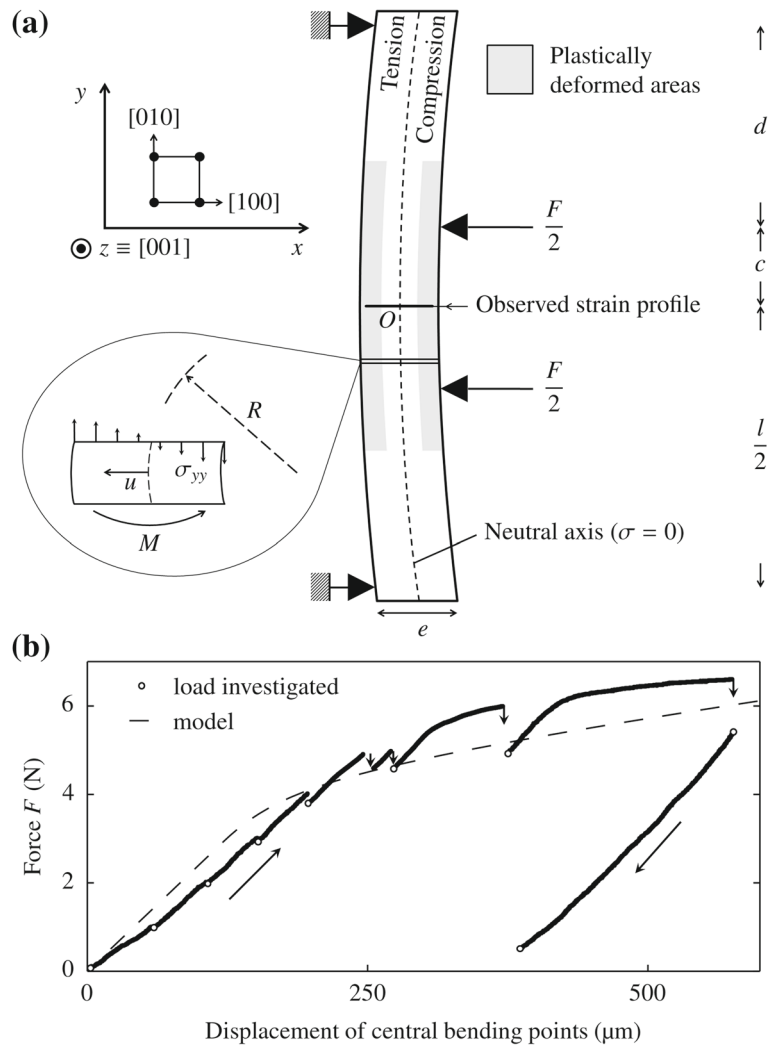 (a)
Tension
Compression
Plastically
deformed areas
y
[010]
[100]
z ≡ [001]
x
d
F
2
c
Observed strain profile
O
F
2
R
σyy
u
M
l
2
Neutral axis (σ = 0)
e
(b)
load investigated
model
Force F (N)
6
4
2
0
0
250
500
Displacement of central bending points (μm)